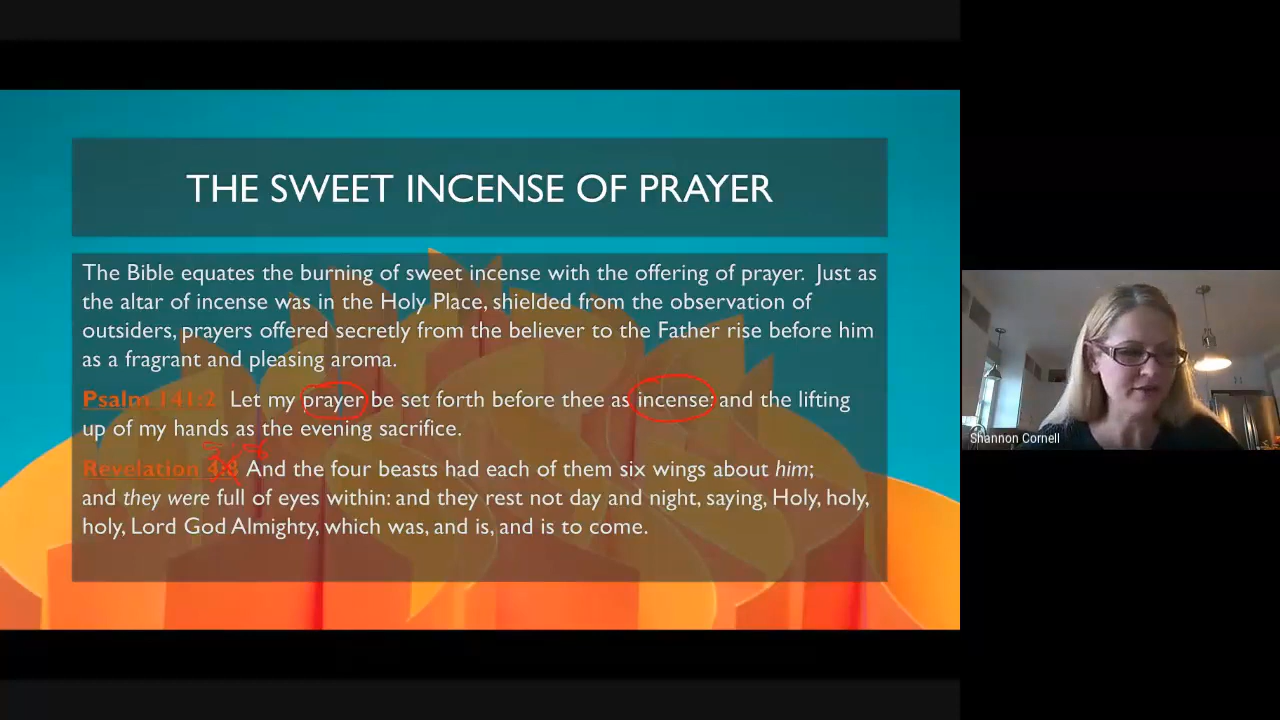 THE SWEET INCENSE OF PRAYER
The Bible equates the burning of sweet incense with the offering of prayer. Just as
the altar of incense was in the Holy Place, shielded from the observation of
outsiders, prayers offered secretly from the believer to the Father rise before him
as a fragrant and pleasing aroma.
Psalm 141:2 Let my prayer be set forth before thee as incense; and the lifting
up of my hands as the evening sacrifice.
Revelation 4:8 And the four beasts had each of them six wings about him;
and they were full of eyes within: and they rest not day and night, saying, Holy, holy,
holy, Lord God Almighty, which was, and is, and is to come.
Shannon Cornell